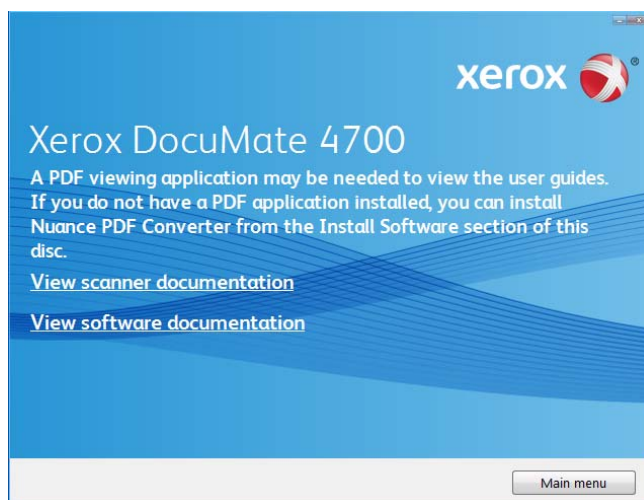 xerox ®
Xerox DocuMate 4700
A PDF viewing application may be needed to view the user guides.
If you do not have a PDF application installed, you can install
Nuance PDF Converter from the Install Software section of this
disc.
View scanner documentation
View software documentation
Main menu